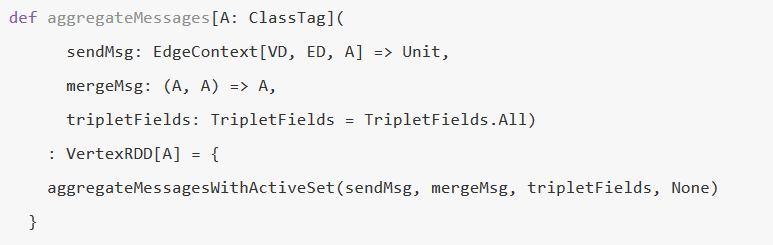 def aggregateMessages[A: ClassTag](
sendMsg: EdgeContext[VD, ED, A] => Unit,
mergeMsg: (A, A) => A,
tripletFields: TripletFields = TripletFields.All)
: VertexRDD[A] = {
aggregateMessagesWithActiveSet(sendMsg, mergeMsg, tripletFields, None)
}